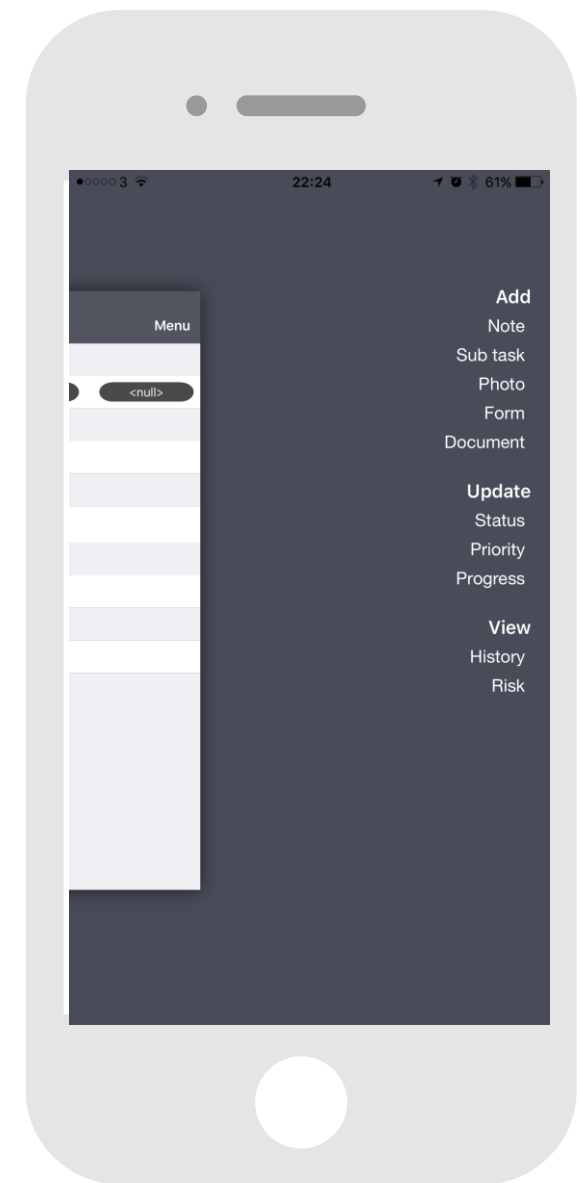 3 22:24 61%
Add
Menu
Note
Sub task
Photo
<null>
Form
Document
Update
Status
Priority
Progress
View
History
Risk